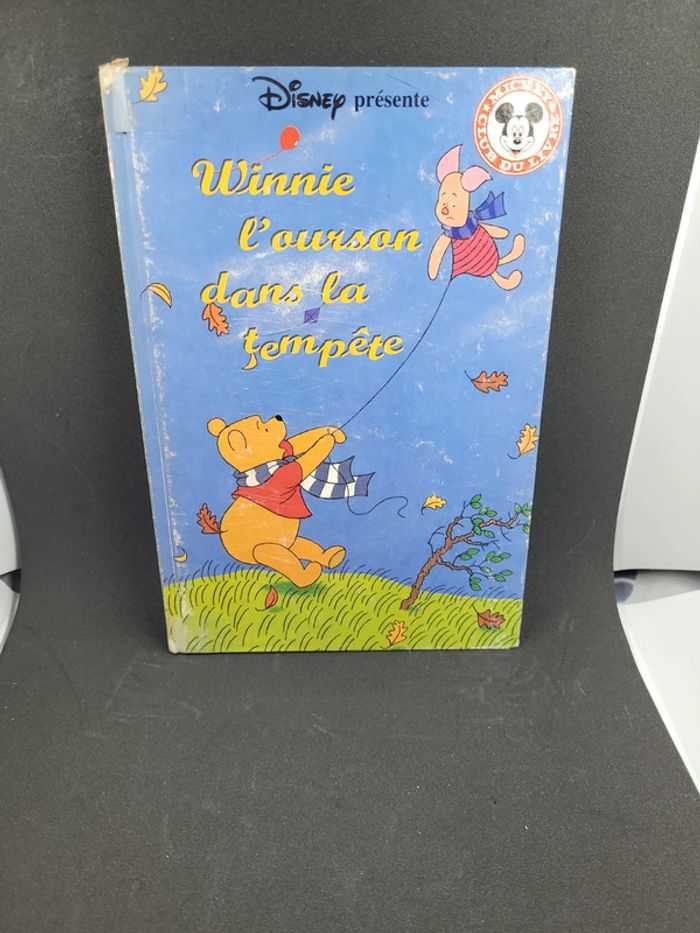 Disney présente
MICKEY
CLUB DU LIVRE
Winnie
l'ourson
dans la
tempête